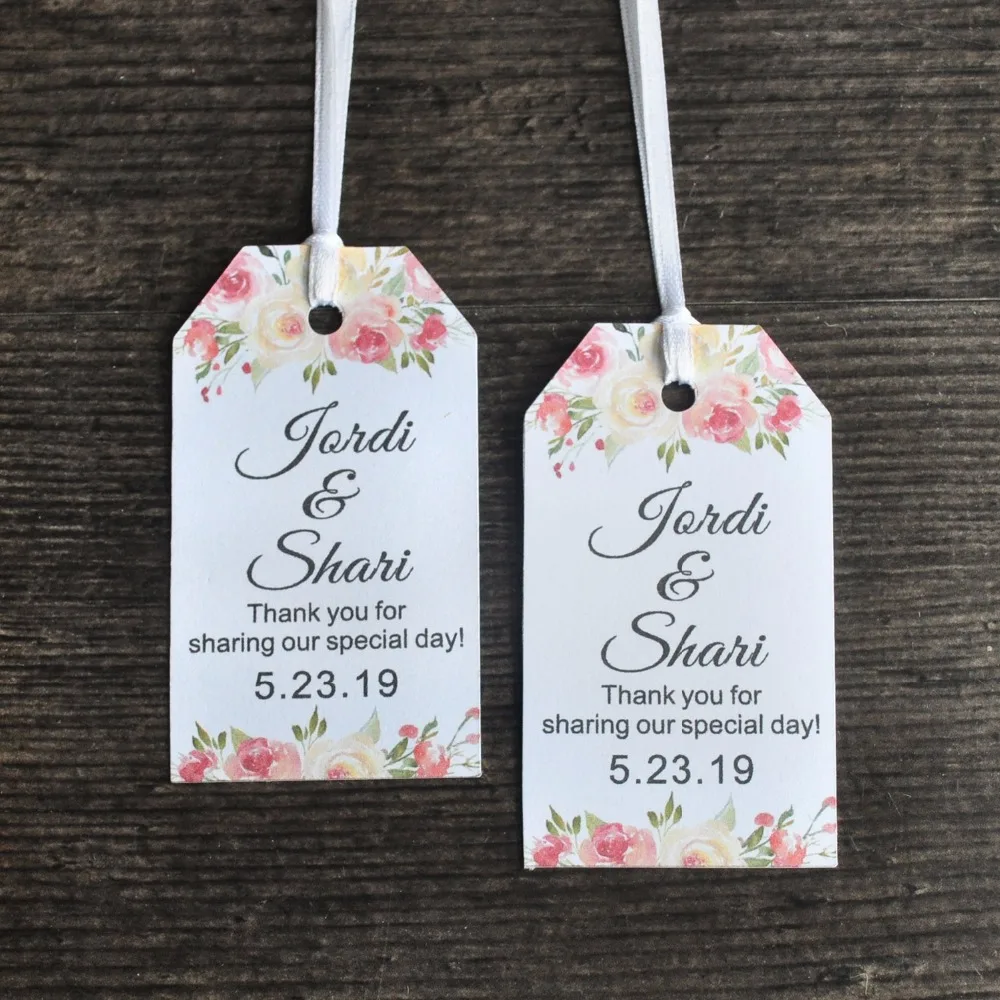 Jordi
&
Shari
Thank you for
sharing our special day!
5.23.19
Jordi
&
Shari
Thank you for
sharing our special day!
5.23.19